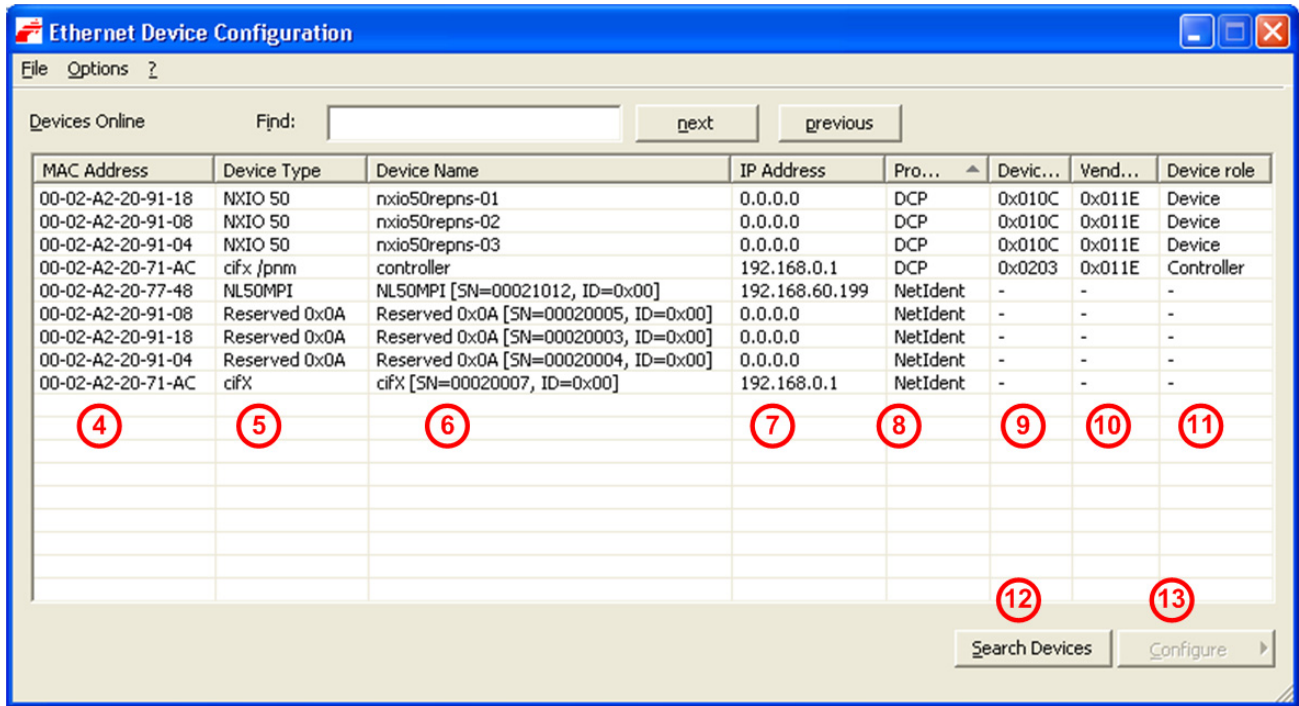 Ethernet Device Configuration
File Options ?
Devices Online Find: next previous
MAC Address Device Type Device Name IP Address Pro... Devic... Vend... Device role
00-02-A2-20-91-18 NXIO 50 nxio50repns-01 0.0.0.0 DCP 0x010C 0x011E Device
00-02-A2-20-91-08 NXIO 50 nxio50repns-02 0.0.0.0 DCP 0x010C 0x011E Device
00-02-A2-20-91-04 NXIO 50 nxio50repns-03 0.0.0.0 DCP 0x010C 0x011E Device
00-02-A2-20-71-AC cifx /pnm controller 192.168.0.1 DCP 0x0203 0x011E Controller
00-02-A2-20-77-48 NL50MPI NL50MPI [SN=00021012, ID=0x00] 192.168.60.199 NetIdent - - -
00-02-A2-20-91-08 Reserved 0x0A Reserved 0x0A [SN=00020005, ID=0x00] 0.0.0.0 NetIdent - - -
00-02-A2-20-91-18 Reserved 0x0A Reserved 0x0A [SN=00020003, ID=0x00] 0.0.0.0 NetIdent - - -
00-02-A2-20-91-04 Reserved 0x0A Reserved 0x0A [SN=00020004, ID=0x00] 0.0.0.0 NetIdent - - -
00-02-A2-20-71-AC cifX cifX [SN=00020007, ID=0x00] 192.168.0.1 NetIdent - - -
4 5 6 7 8 9 10 11
12 13
Search Devices Configure